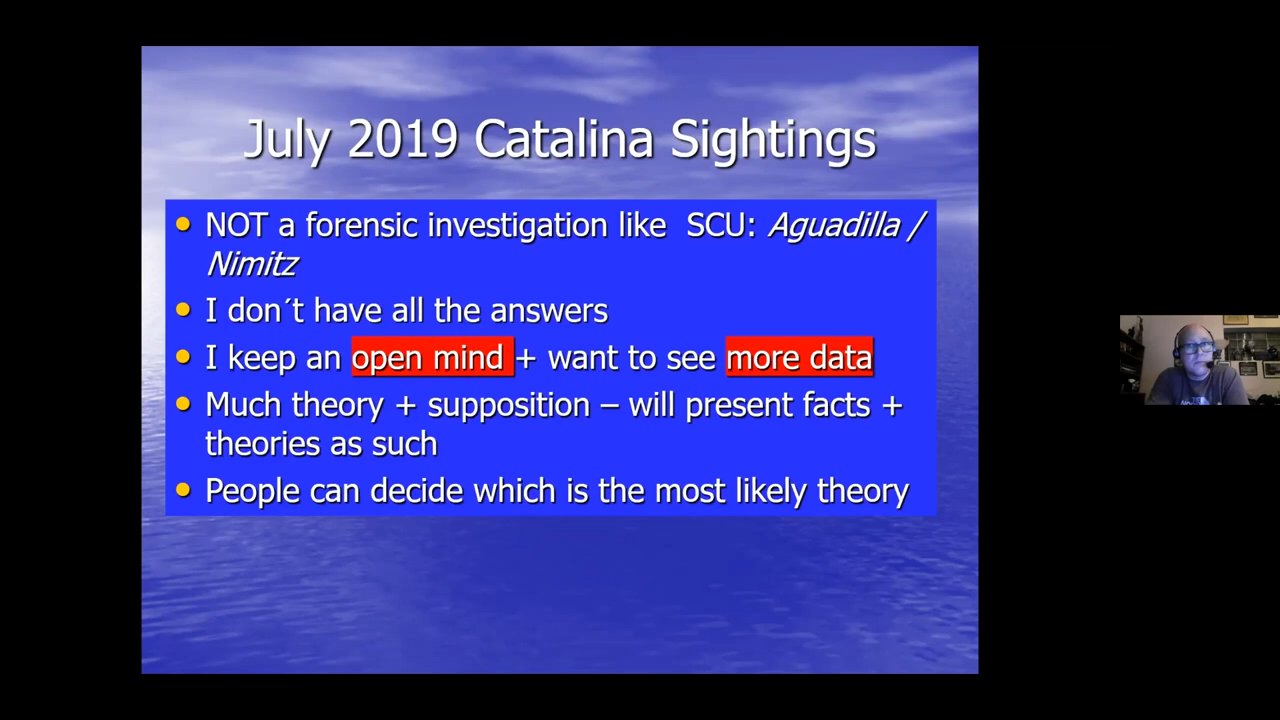 July 2019 Catalina Sightings
NOT a forensic investigation like SCU: Aguadilla /
Nimitz
I don´t have all the answers
I keep an open mind + want to see more data
Much theory + supposition – will present facts +
theories as such
People can decide which is the most likely theory